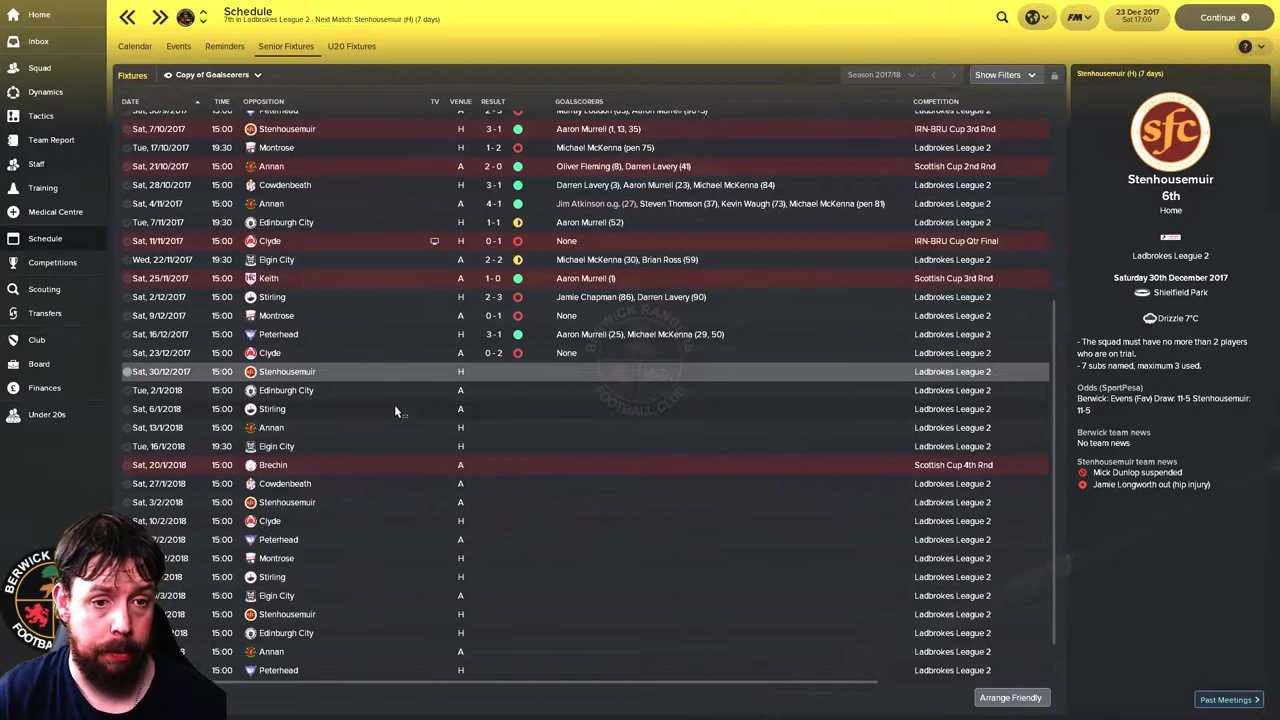 Home
Schedule
7th in Ladbrokes League 2 - Next Match: Stenhousemuir (H) (7 days)
FM
23 Dec 2017
Sat 17:00
Continue
Inbox
Calendar Events Reminders Senior Fixtures U20 Fixtures
Squad
Fixtures Copy of Goalscorers Season 2017/18 Show Filters
Stenhousemuir (H) (7 days)
Dynamics
DATE TIME OPPOSITION TV VENUE RESULT GOALSCORERS COMPETITION
Tactics
Sat, 7/10/2017 15:00 Stenhousemuir H 3 - 1 Aaron Murrell (1, 13, 35) IRN-BRU Cup 3rd Rnd
Team Report
Tue, 17/10/2017 19:30 Montrose H 1 - 2 Michael McKenna (pen 75) Ladbrokes League 2
Staff
Sat, 21/10/2017 15:00 Annan A 2 - 0 Oliver Fleming (8), Darren Lavery (41) Scottish Cup 2nd Rnd
Training
Sat, 28/10/2017 15:00 Cowdenbeath H 3 - 1 Darren Lavery (3), Aaron Murrell (23), Michael McKenna (84) Ladbrokes League 2
Medical Centre
Sat, 4/11/2017 15:00 Annan A 4 - 1 Jim Atkinson o.g. (27), Steven Thomson (37), Kevin Waugh (73), Michael McKenna (pen 81) Ladbrokes League 2
Tue, 7/11/2017 19:30 Edinburgh City H 1 - 1 Aaron Murrell (52) Ladbrokes League 2
Schedule
Sat, 11/11/2017 15:00 Clyde H 0 - 1 None IRN-BRU Cup Qtr Final
Competitions
Wed, 22/11/2017 19:30 Elgin City A 2 - 2 Michael McKenna (30), Brian Ross (59) Ladbrokes League 2
Sat, 25/11/2017 15:00 Keith A 1 - 0 Aaron Murrell (1) Scottish Cup 3rd Rnd
Scouting
Sat, 2/12/2017 15:00 Stirling H 2 - 3 Jamie Chapman (86), Darren Lavery (90) Ladbrokes League 2
Transfers
Sat, 9/12/2017 15:00 Montrose A 0 - 1 None Ladbrokes League 2
Club
Sat, 16/12/2017 15:00 Peterhead H 3 - 1 Aaron Murrell (25), Michael McKenna (29, 50) Ladbrokes League 2
Board
Sat, 23/12/2017 15:00 Clyde A 0 - 2 None Ladbrokes League 2
Finances
Sat, 30/12/2017 15:00 Stenhousemuir H Ladbrokes League 2
Tue, 2/1/2018 15:00 Edinburgh City A Ladbrokes League 2
Under 20s
Sat, 6/1/2018 15:00 Stirling A Ladbrokes League 2
Sat, 13/1/2018 15:00 Annan H Ladbrokes League 2
Tue, 16/1/2018 19:30 Elgin City H Ladbrokes League 2
Sat, 20/1/2018 15:00 Brechin A Scottish Cup 4th Rnd
Sat, 27/1/2018 15:00 Cowdenbeath A Ladbrokes League 2
Sat, 3/2/2018 15:00 Stenhousemuir A Ladbrokes League 2
Sat, 10/2/2018 15:00 Clyde H Ladbrokes League 2
/2/2018 15:00 Peterhead A Ladbrokes League 2
/2018 15:00 Montrose H Ladbrokes League 2
/2018 15:00 Stirling H Ladbrokes League 2
/3/2018 15:00 Elgin City A Ladbrokes League 2
/2018 15:00 Stenhousemuir H Ladbrokes League 2
/2018 15:00 Edinburgh City H Ladbrokes League 2
/2018 15:00 Annan A Ladbrokes League 2
15:00 Peterhead H Ladbrokes League 2
Arrange Friendly
sfc
Stenhousemuir
6th
Home
Ladbrokes League 2
Saturday 30th December 2017
Shielfield Park
Drizzle 7°C
- The squad must have no more than 2 players
who are on trial.
- 7 subs named, maximum 3 used.
Odds (SportPesa)
Berwick: Evens (Fav) Draw: 11-5 Stenhousemuir:
11-5
Berwick team news
No team news
Stenhousemuir team news
Mick Dunlop suspended
Jamie Longworth out (hip injury)
Past Meetings
BERWICK RANGERS
FOOTBALL CLUB
BERWICK